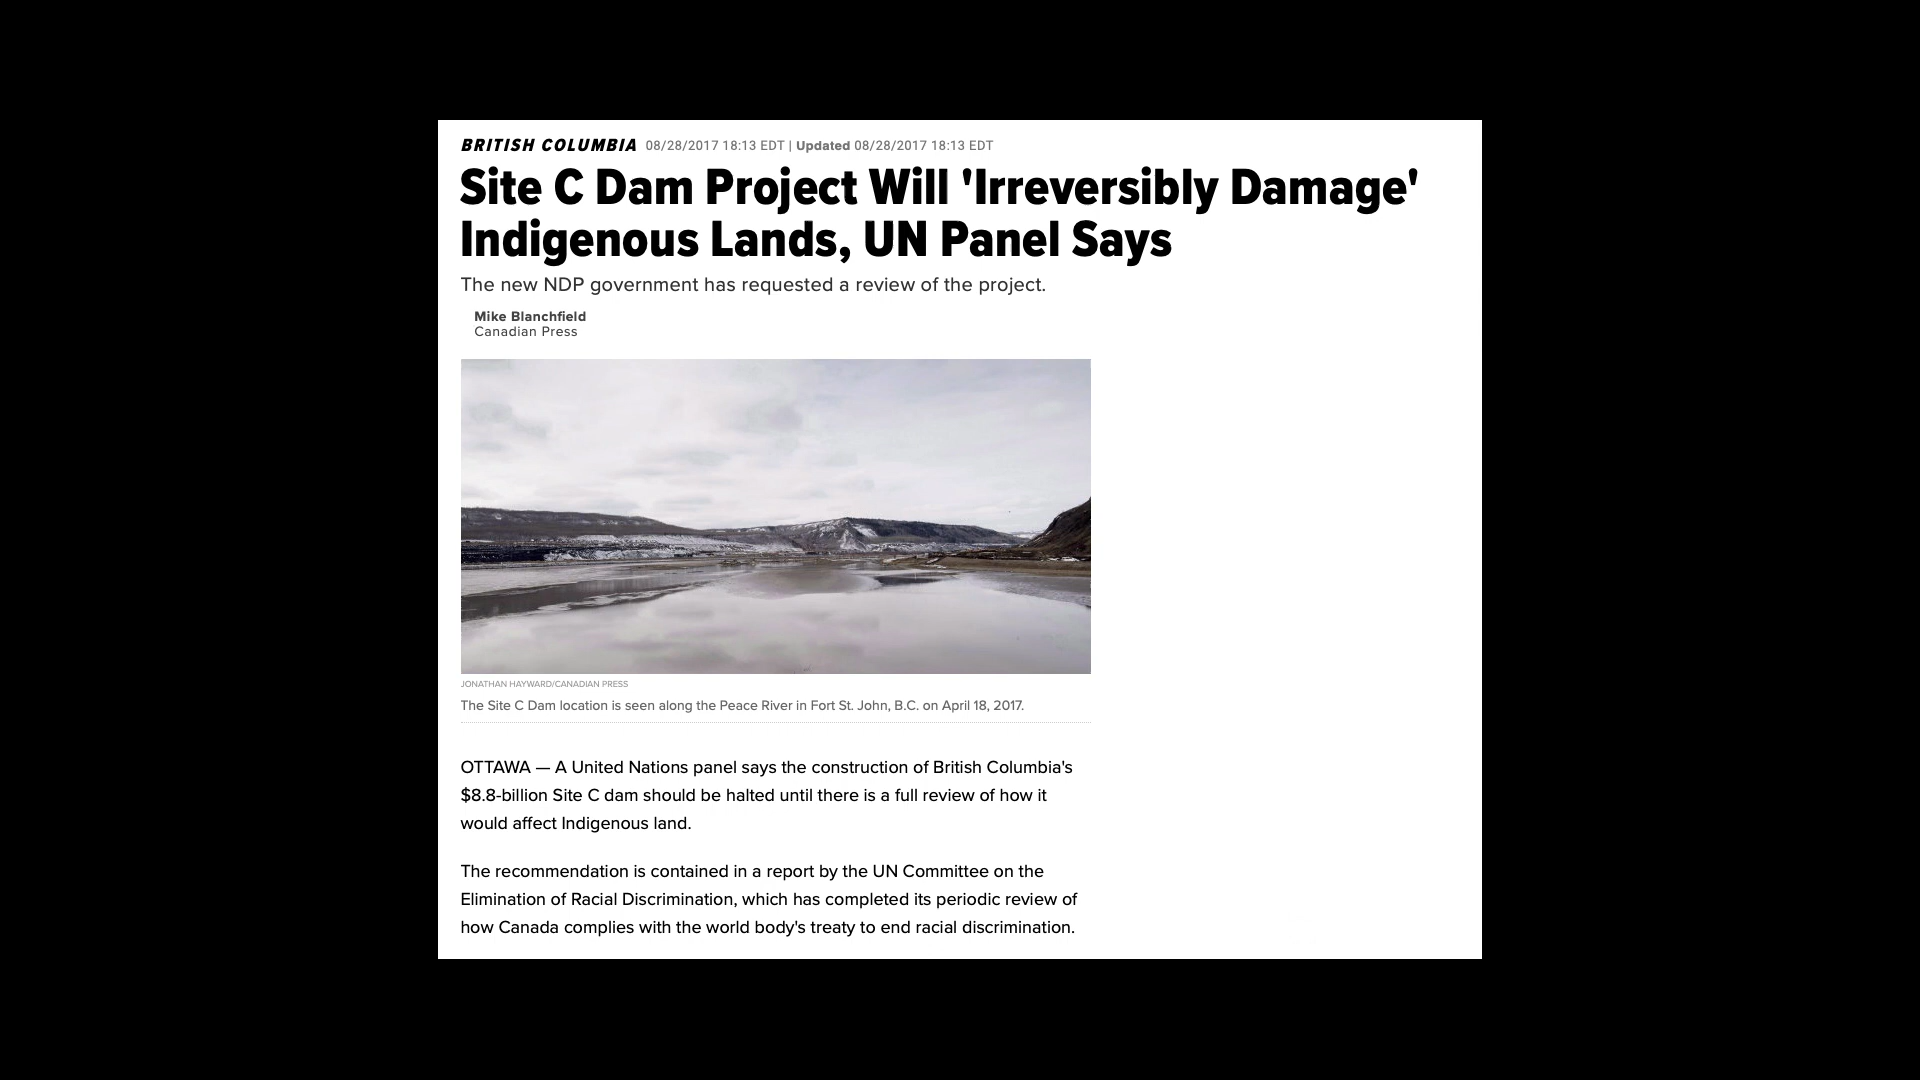 BRITISH COLUMBIA 08/28/2017 18:13 EDT | Updated 08/28/2017 18:13 EDT
Site C Dam Project Will 'Irreversibly Damage'
Indigenous Lands, UN Panel Says
The new NDP government has requested a review of the project.
Mike Blanchfield
Canadian Press
JONATHAN HAYWARD/CANADIAN PRESS
The Site C Dam location is seen along the Peace River in Fort St. John, B.C. on April 18, 2017.
OTTAWA — A United Nations panel says the construction of British Columbia's
$8.8-billion Site C dam should be halted until there is a full review of how it
would affect Indigenous land.
The recommendation is contained in a report by the UN Committee on the
Elimination of Racial Discrimination, which has completed its periodic review of
how Canada complies with the world body's treaty to end racial discrimination.